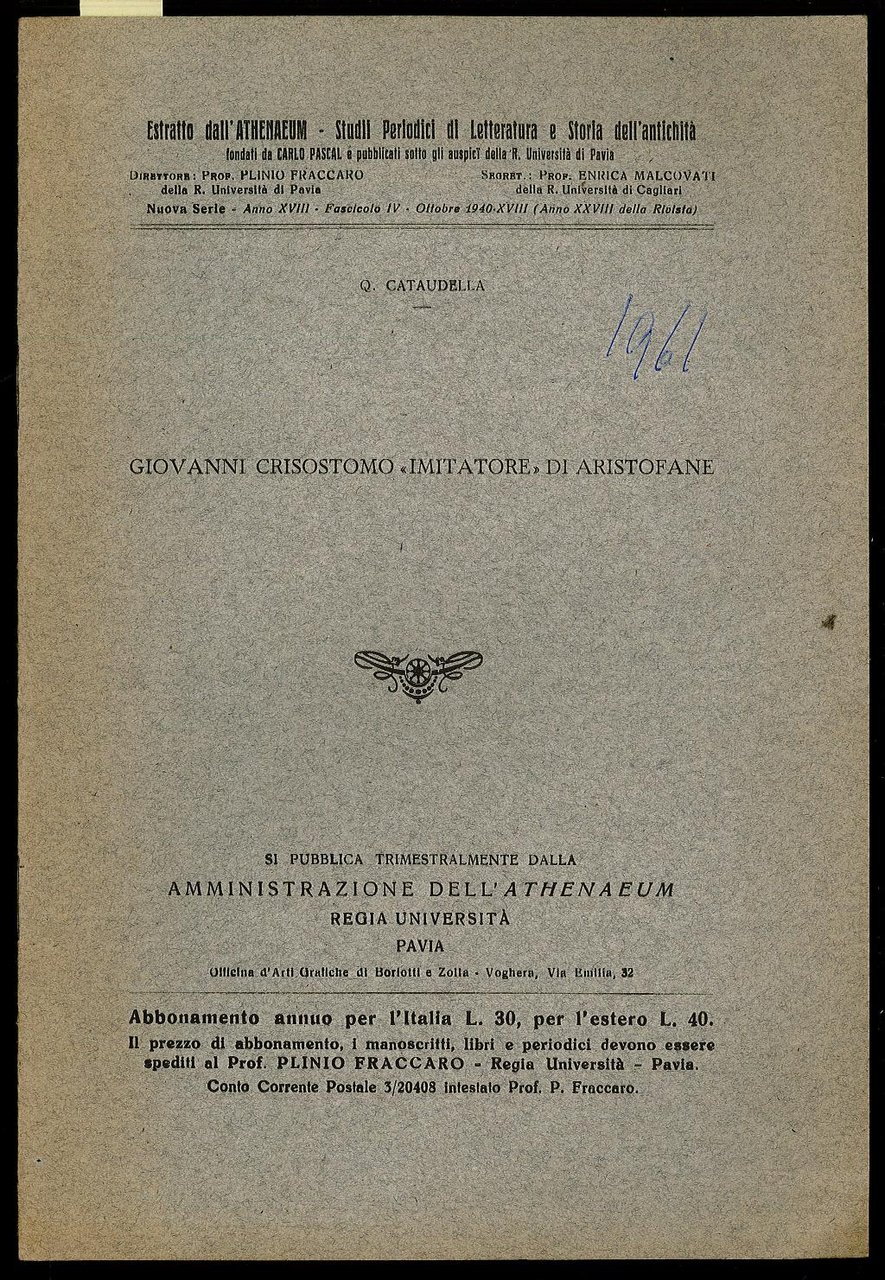 Estratto dall'ATHENAEUM - Studii Periodici di Letteratura e Storia dell'antichità
fondati da CARLO PASCAL e pubblicati sotto gli auspicî della R. Università di Pavia
DIRETTORE: PROF. PLINIO FRACCARO SEGRET.: PROF. ENRICA MALCOVATI
della R. Università di Pavia della R. Università di Cagliari
Nuova Serie - Anno XVIII - Fascicolo IV - Ottobre 1940-XVIII (Anno XXVIII della Rivista)
Q. CATAUDELLA
1961
GIOVANNI CRISOSTOMO «IMITATORE» DI ARISTOFANE
SI PUBBLICA TRIMESTRALMENTE DALLA
AMMINISTRAZIONE DELL'ATHENAEUM
REGIA UNIVERSITÀ
PAVIA
Officina d'Arti Grafiche di Boriotti e Zolla - Voghera, Via Emilia, 32
Abbonamento annuo per l'Italia L. 30, per l'estero L. 40.
Il prezzo di abbonamento, i manoscritti, libri e periodici devono essere
spediti al Prof. PLINIO FRACCARO - Regia Università - Pavia.
Conto Corrente Postale 3/20408 intestato Prof. P. Fraccaro.